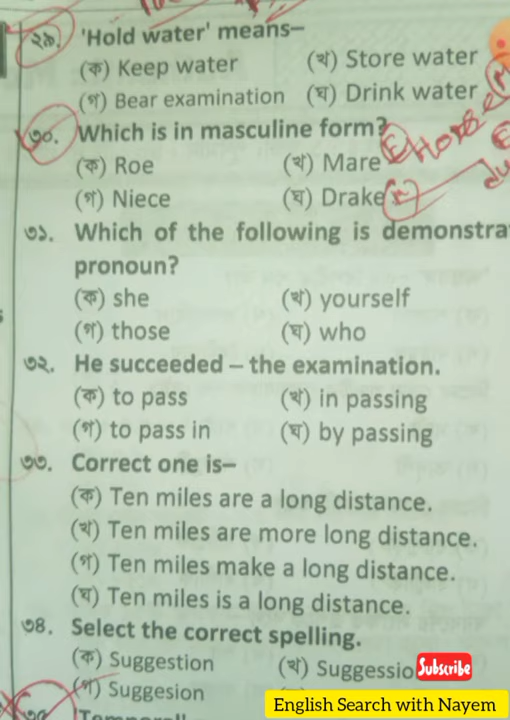 ২৯. 'Hold water' means–
(ক) Keep water (খ) Store water
(গ) Bear examination (ঘ) Drink water
৩০. Which is in masculine form?
(ক) Roe (খ) Mare
(গ) Niece (ঘ) Drake
৩১. Which of the following is demonstra
pronoun?
(ক) she (খ) yourself
(গ) those (ঘ) who
৩২. He succeeded – the examination.
(ক) to pass (খ) in passing
(গ) to pass in (ঘ) by passing
৩৩. Correct one is–
(ক) Ten miles are a long distance.
(খ) Ten miles are more long distance.
(গ) Ten miles make a long distance.
(ঘ) Ten miles is a long distance.
৩৪. Select the correct spelling.
(ক) Suggestion (খ) Suggessio
Subscribe
(গ) Suggesion
English Search with Nayem